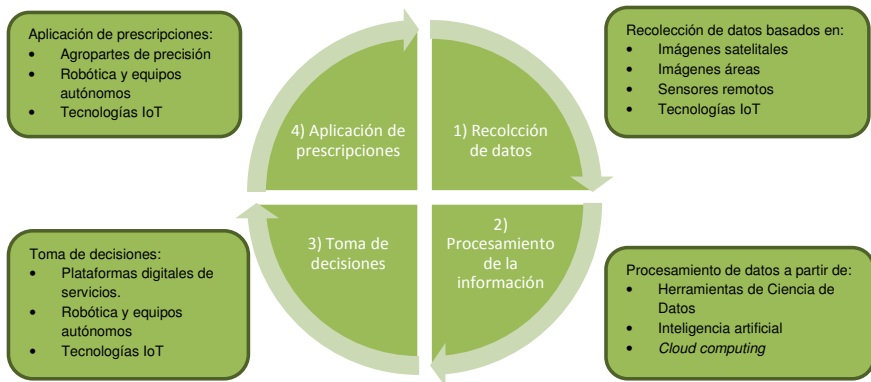 Aplicación de prescripciones:
• Agropartes de precisión
• Robótica y equipos
autónomos
• Tecnologías IoT
Recolección de datos basados en:
• Imágenes satelitales
• Imágenes áreas
• Sensores remotos
• Tecnologías IoT
4) Aplicación de
prescripciones
1) Recolcción
de datos
3) Toma de
decisiones
2)
Procesamiento
de la
información
Toma de decisiones:
• Plataformas digitales de
servicios.
• Robótica y equipos
autónomos
• Tecnologías IoT
Procesamiento de datos a partir de:
• Herramientas de Ciencia de
Datos
• Inteligencia artificial
• Cloud computing